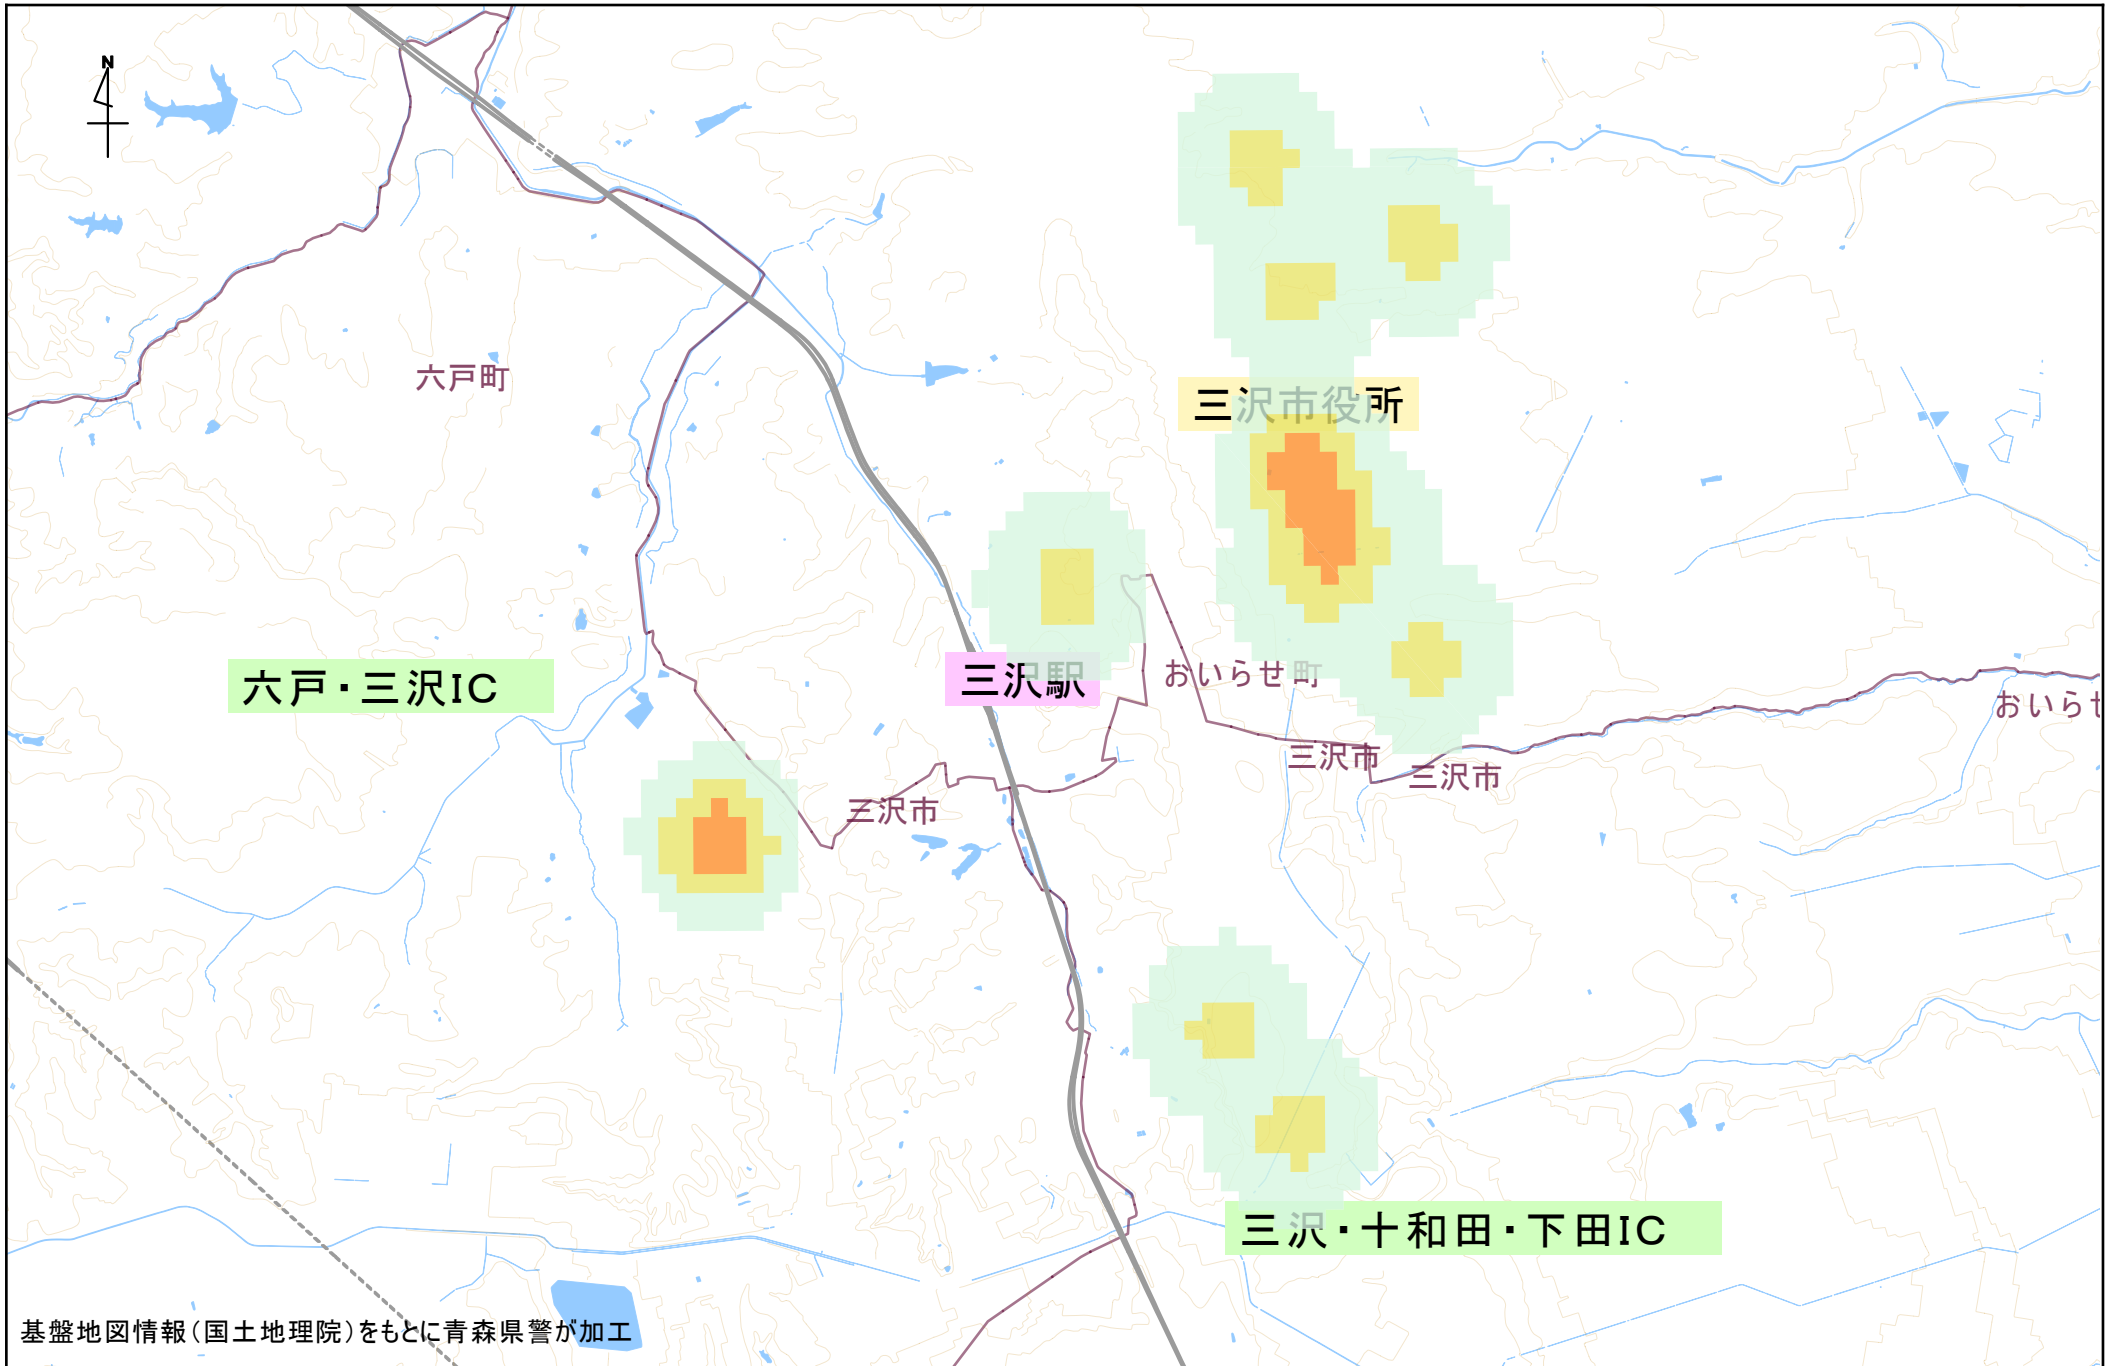 N
六戸町
三沢市役所
六戸・三沢IC
三沢駅
おいらせ町
おいらせ
三沢市
三沢市
三沢市
三沢・十和田・下田IC
基盤地図情報(国土地理院)をもとに青森県警が加工